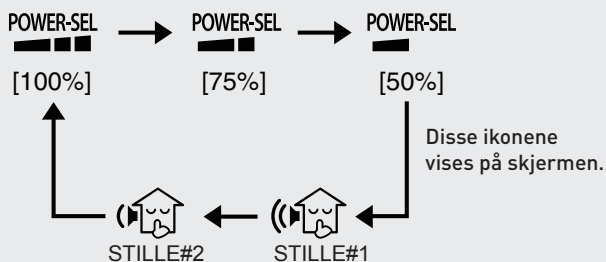 POWER-SEL POWER-SEL POWER-SEL
[100%] [75%] [50%]
Disse ikonene
vises på skjermen.
STILLE#2 STILLE#1